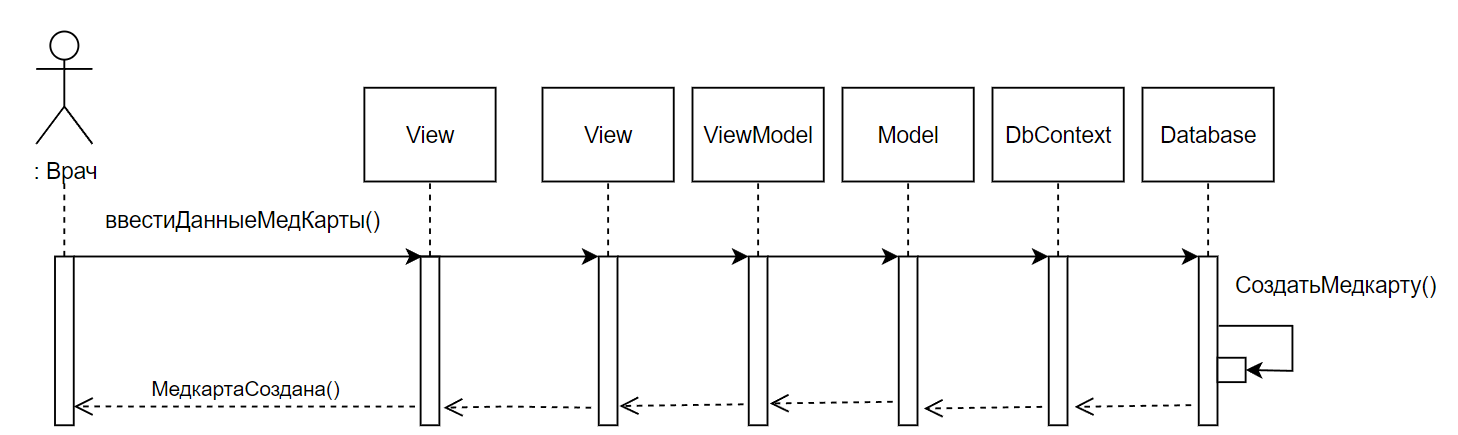 : Врач
View
View
ViewModel
Model
DbContext
Database
ввестиДанныеМедКарты()
СоздатьМедкарту()
МедкартаСоздана()